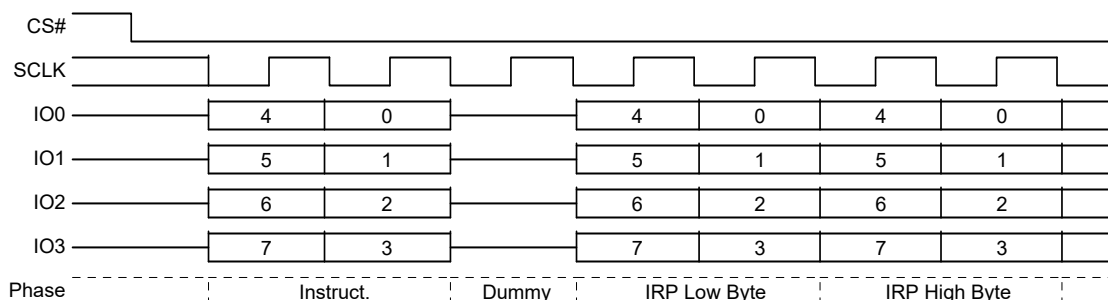 CS#
SCLK
IO0 4 0 4 0 4 0
IO1 5 1 5 1 5 1
IO2 6 2 6 2 6 2
IO3 7 3 7 3 7 3
Phase Instruct. Dummy IRP Low Byte IRP High Byte